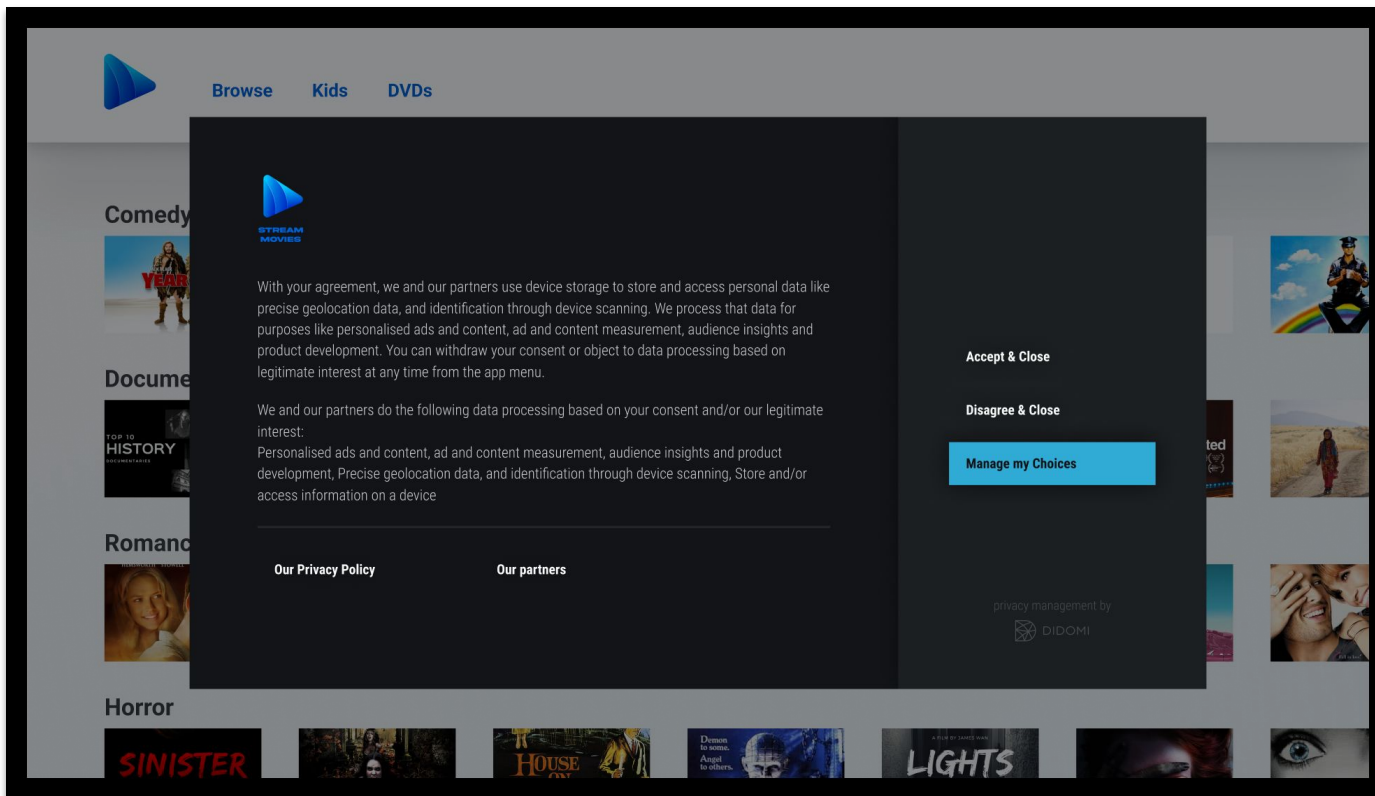 Browse Kids DVDs
STREAM
MOVIES
With your agreement, we and our partners use device storage to store and access personal data like
precise geolocation data, and identification through device scanning. We process that data for
purposes like personalised ads and content, ad and content measurement, audience insights and
product development. You can withdraw your consent or object to data processing based on
legitimate interest at any time from the app menu.
We and our partners do the following data processing based on your consent and/or our legitimate
interest:
Personalised ads and content, ad and content measurement, audience insights and product
development, Precise geolocation data, and identification through device scanning, Store and/or
access information on a device
Our Privacy Policy Our partners
Accept & Close
Disagree & Close
Manage my Choices
privacy management by
DIDOMI
Comedy
YEAR
Docume
TOP 10
HISTORY
DOCUMENTARIES
ted
Romanc
Horror
SINISTER
HOUSE
ON
Demon
to some.
Angel
to others.
A FILM BY JAMES WAN
LIGHTS